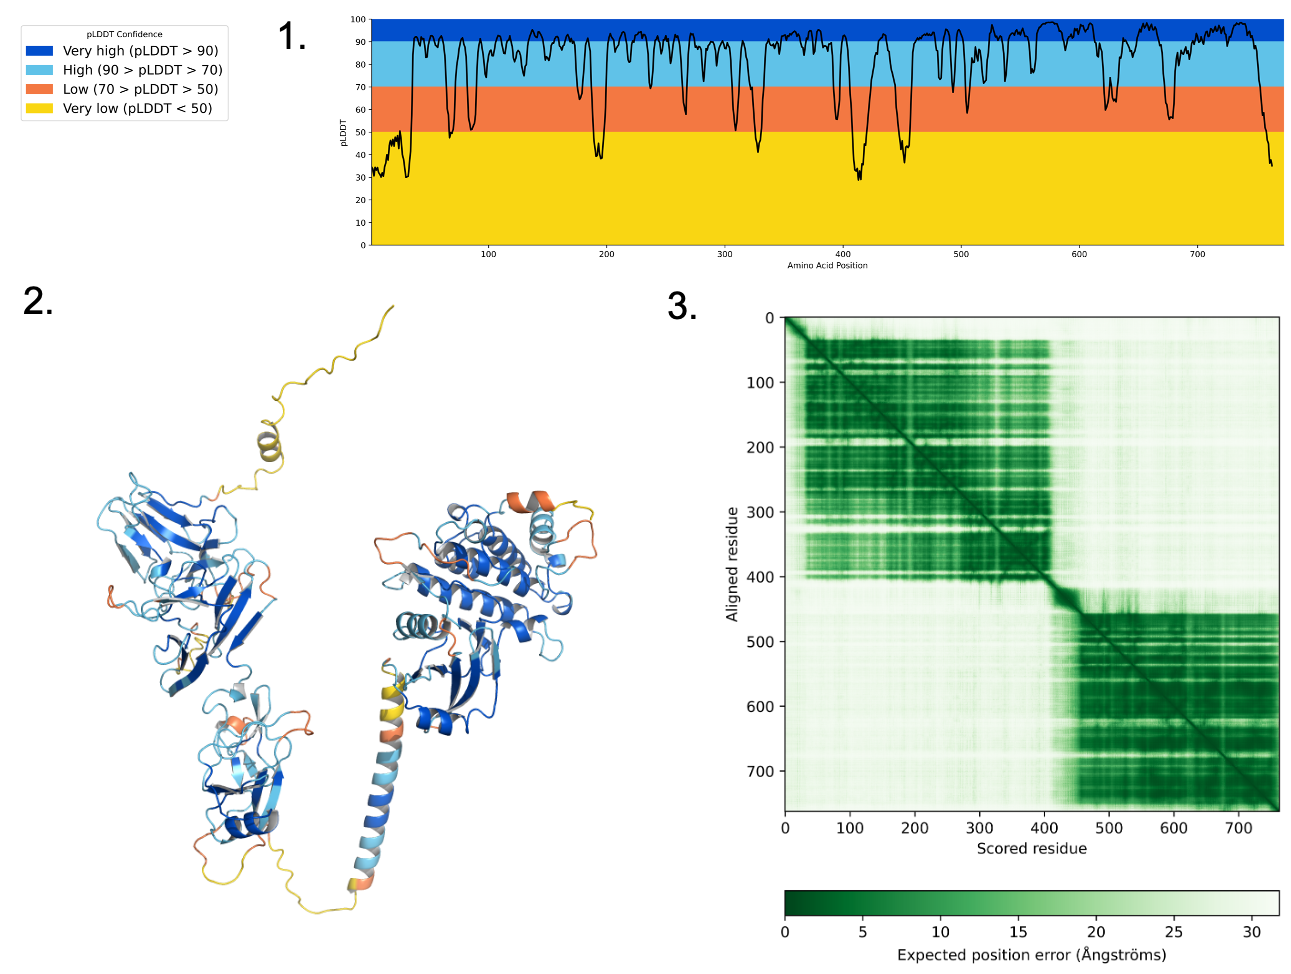 pLDDT Confidence
Very high (pLDDT > 90)
High (90 > pLDDT > 70)
Low (70 > pLDDT > 50)
Very low (pLDDT < 50)
1.
100
90
80
70
60
50
40
30
20
10
0
pLDDT
100 200 300 400 500 600 700
Amino Acid Position
2.
3.
0
100
200
300
400
500
600
700
Aligned residue
0 100 200 300 400 500 600 700
Scored residue
0 5 10 15 20 25 30
Expected position error (Ångströms)